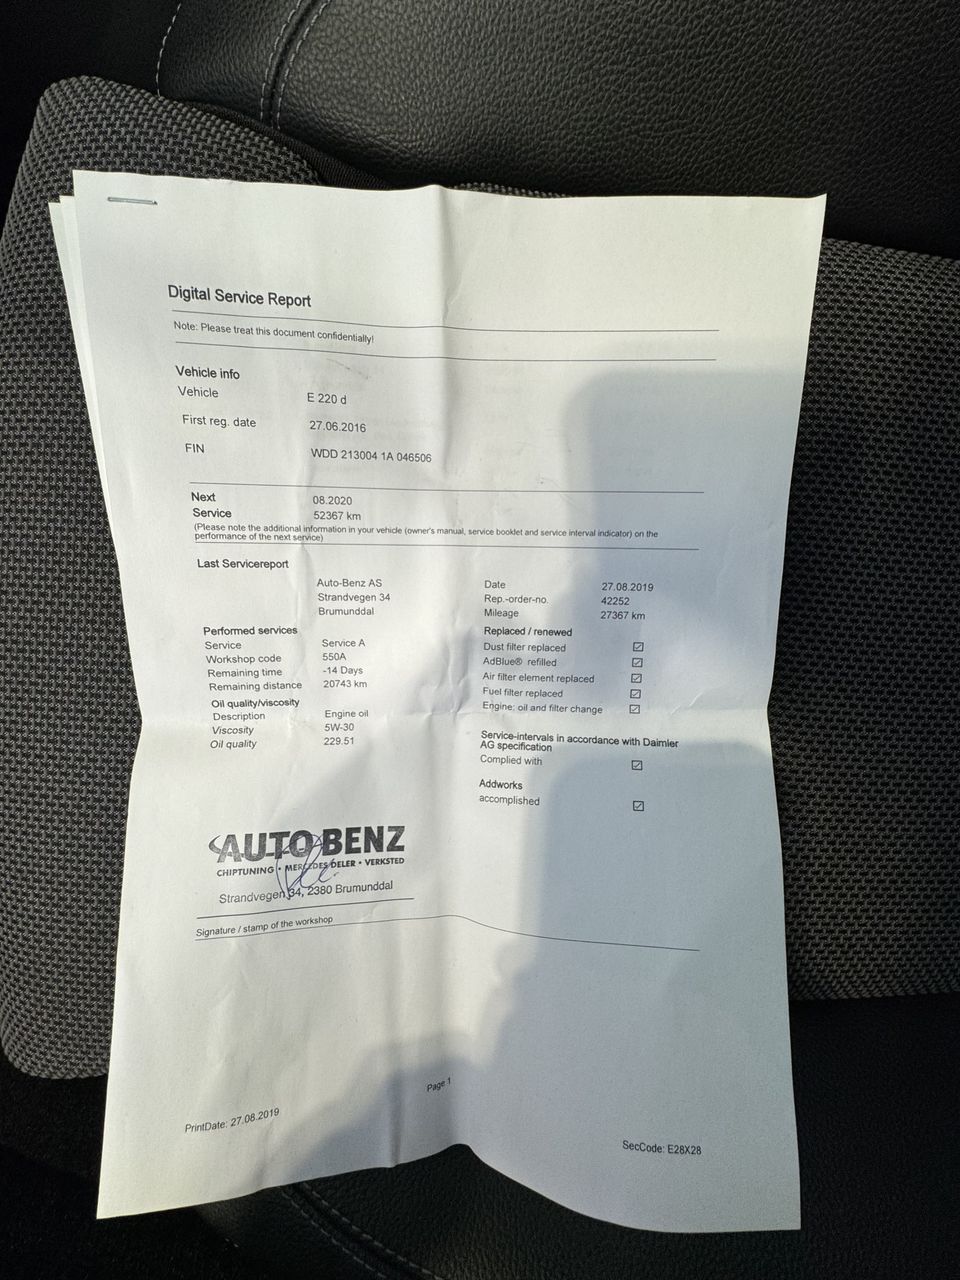 Digital Service Report
Note: Please treat this document confidentially!
Vehicle info
Vehicle E 220 d
First reg. date 27.06.2016
FIN WDD 213004 1A 046506
Next 08.2020
Service 52367 km
(Please note the additional information in your vehicle (owner's manual, service booklet and service interval indicator) on the
performance of the next service)
Last Servicereport
Auto-Benz AS
Strandvegen 34
Brumunddal
Date 27.08.2019
Rep.-order-no. 42252
Mileage 27367 km
Performed services
Service Service A
Workshop code 550A
Remaining time -14 Days
Remaining distance 20743 km
Oil quality/viscosity
Description Engine oil
Viscosity 5W-30
Oil quality 229.51
Replaced / renewed
Dust filter replaced ☑
AdBlue® refilled ☑
Air filter element replaced ☑
Fuel filter replaced ☑
Engine: oil and filter change ☑
Service-intervals in accordance with Daimler
AG specification
Complied with ☑
Addworks
accomplished ☑
AUTO BENZ
CHIPTUNING • MERCEDES DELER • VERKSTED
Strandvegen 34, 2380 Brumunddal
Signature / stamp of the workshop
Page 1
PrintDate: 27.08.2019
SecCode: E28X28